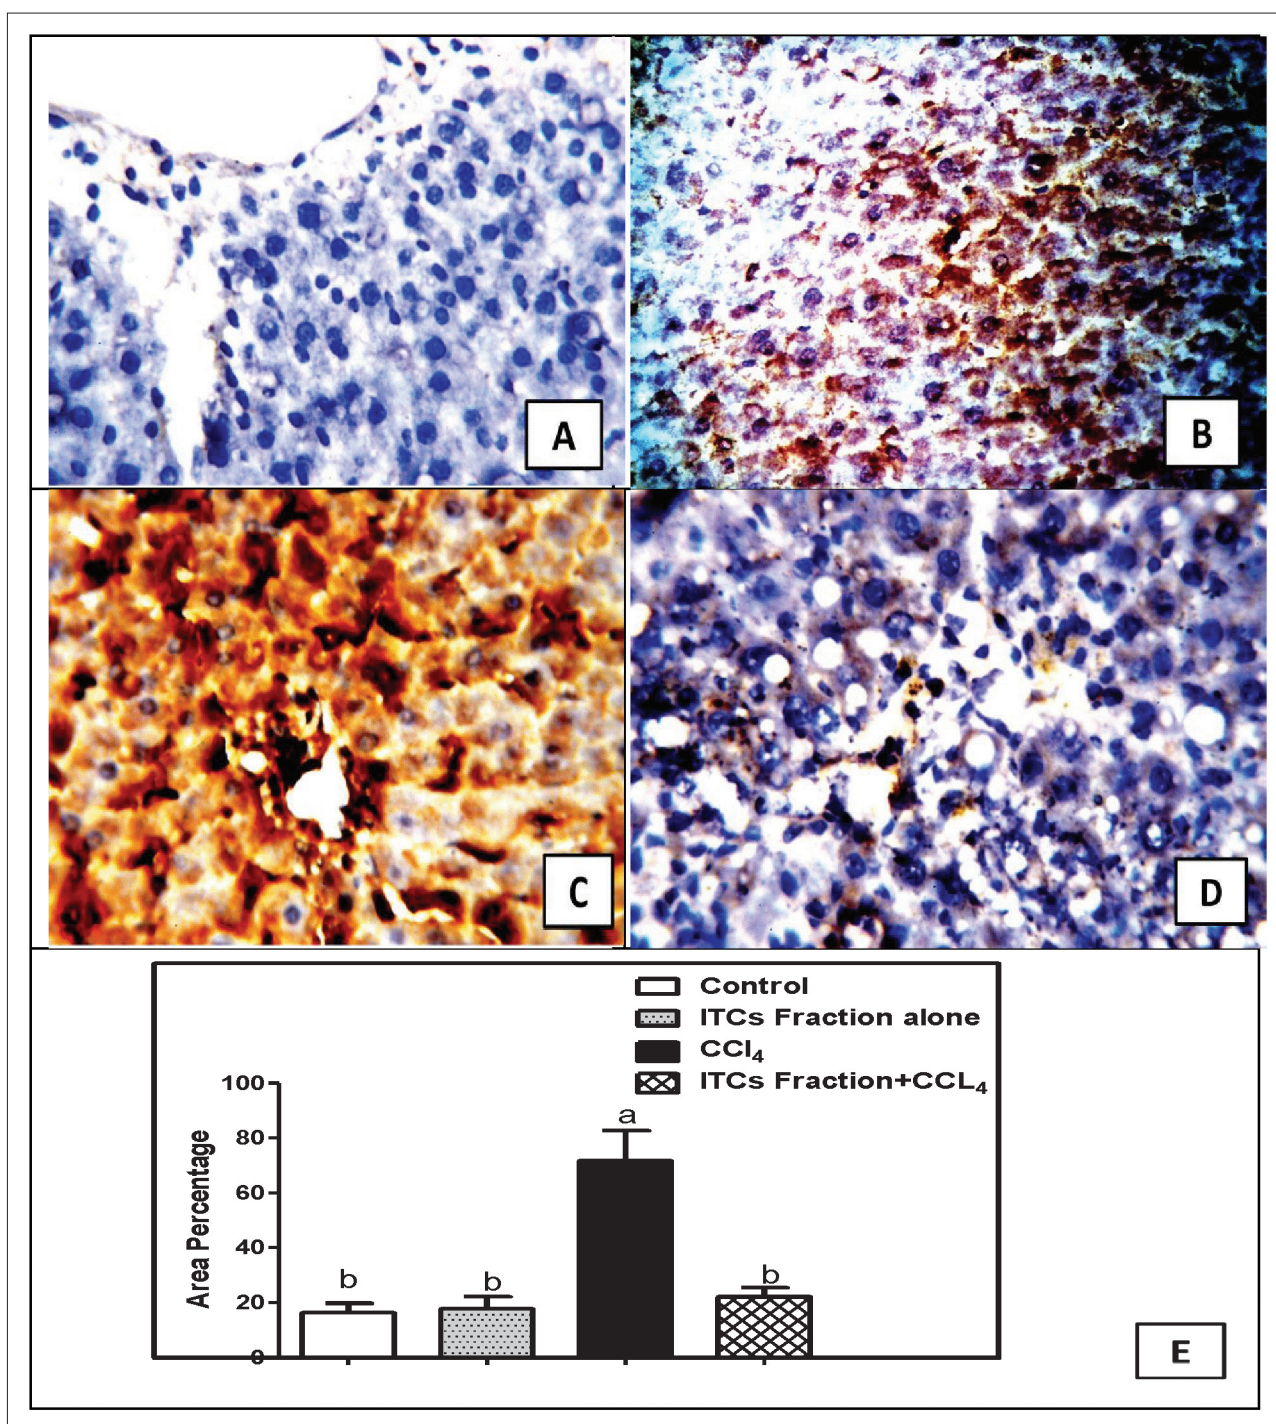 A
B
C
D
Control
ITCs Fraction alone
CCl₄
ITCs Fraction+CCL₄
100
80
60
40
20
0
Area Percentage
b
b
a
b
E